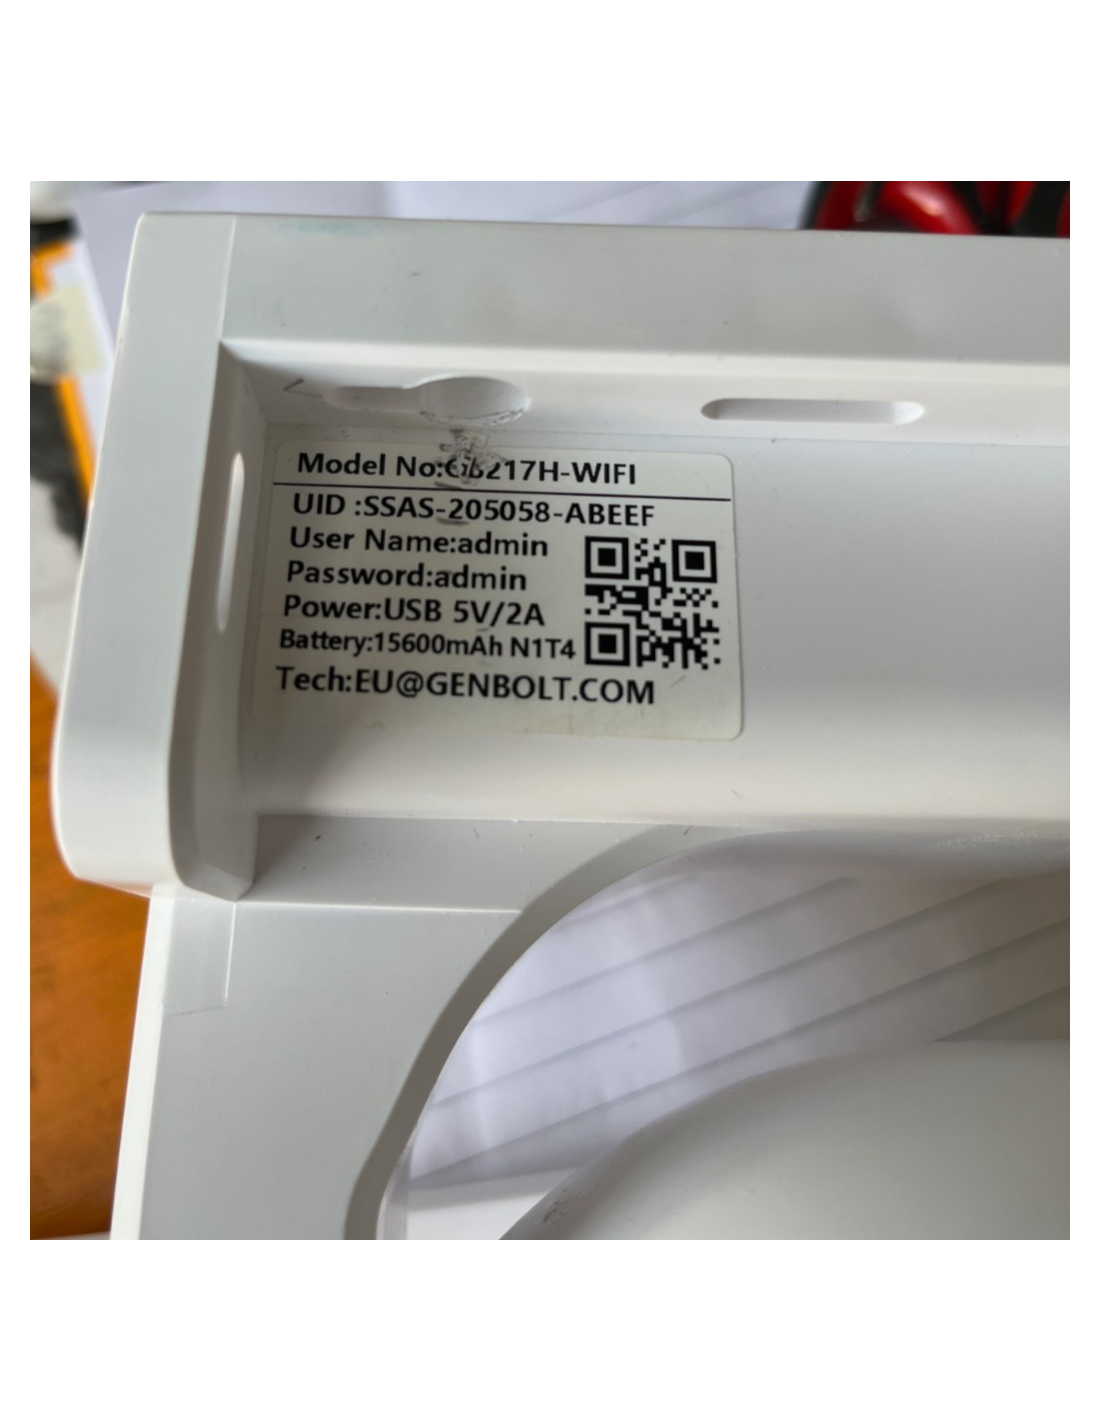 Model No:GB217H-WIFI
UID :SSAS-205058-ABEEF
User Name:admin
Password:admin
Power:USB 5V/2A
Battery:15600mAh N1T4
Tech:EU@GENBOLT.COM